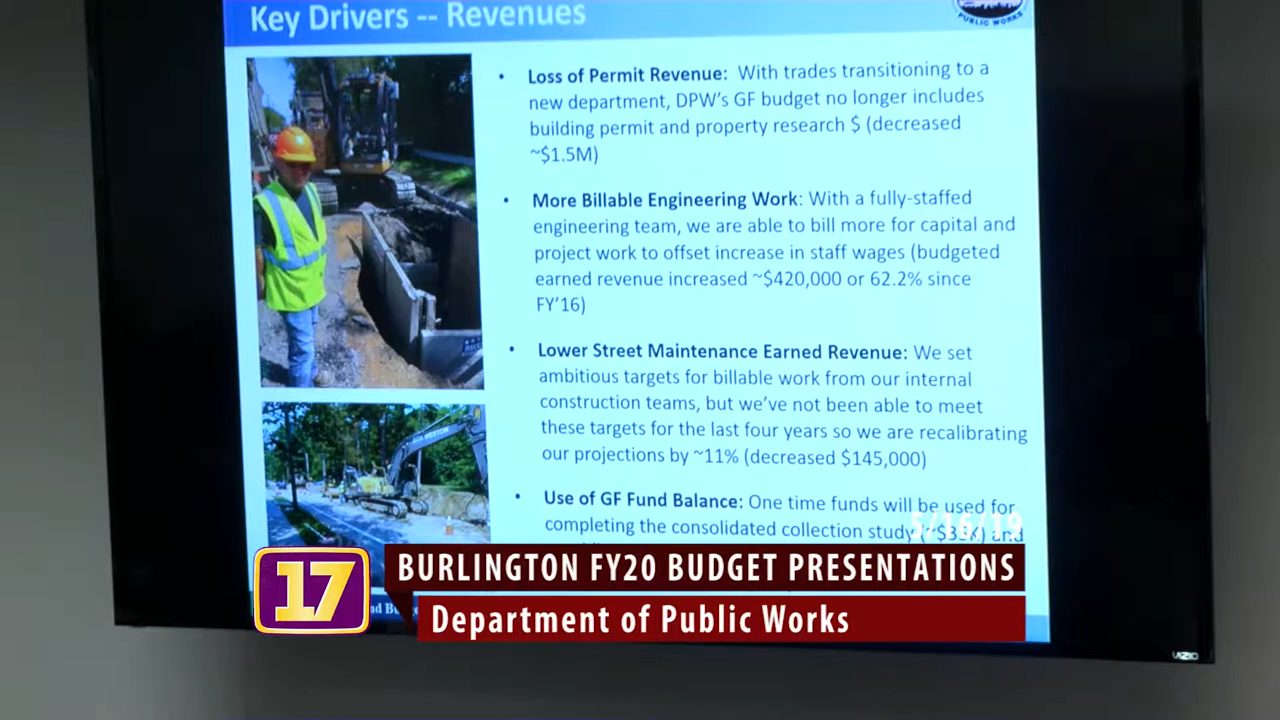 Key Drivers -- Revenues
PUBLIC WORKS
• Loss of Permit Revenue: With trades transitioning to a
new department, DPW's GF budget no longer includes
building permit and property research $ (decreased
~$1.5M)
• More Billable Engineering Work: With a fully-staffed
engineering team, we are able to bill more for capital and
project work to offset increase in staff wages (budgeted
earned revenue increased ~$420,000 or 62.2% since
FY'16)
• Lower Street Maintenance Earned Revenue: We set
ambitious targets for billable work from our internal
construction teams, but we've not been able to meet
these targets for the last four years so we are recalibrating
our projections by ~11% (decreased $145,000)
• Use of GF Fund Balance: One time funds will be used for
completing the consolidated collection study and
5/16/19
17
BURLINGTON FY20 BUDGET PRESENTATIONS
Department of Public Works
VIZIO